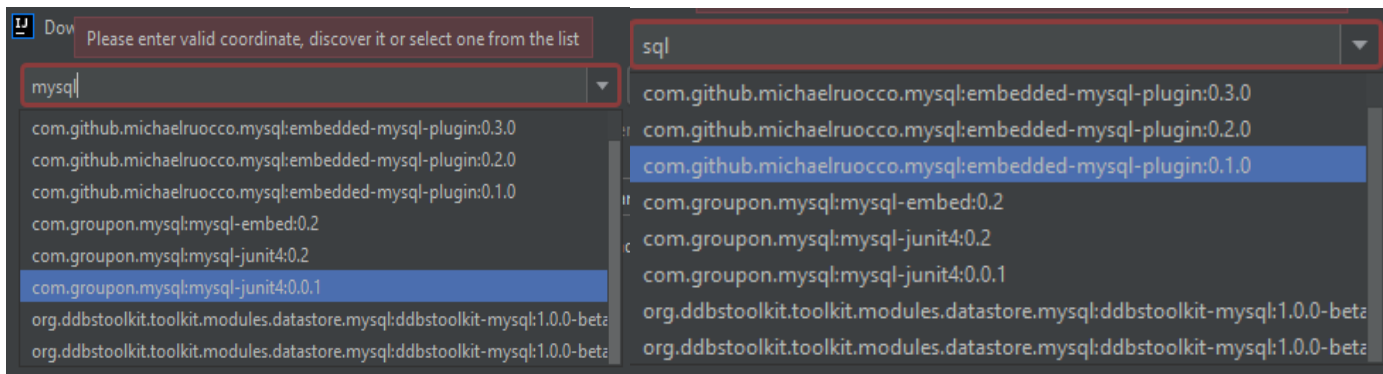 IJ Dow
Please enter valid coordinate, discover it or select one from the list
mysql
com.github.michaelruocco.mysql:embedded-mysql-plugin:0.3.0
com.github.michaelruocco.mysql:embedded-mysql-plugin:0.2.0
com.github.michaelruocco.mysql:embedded-mysql-plugin:0.1.0
com.groupon.mysql:mysql-embed:0.2
com.groupon.mysql:mysql-junit4:0.2
com.groupon.mysql:mysql-junit4:0.0.1
org.ddbstoolkit.toolkit.modules.datastore.mysql:ddbstoolkit-mysql:1.0.0-beta
org.ddbstoolkit.toolkit.modules.datastore.mysql:ddbstoolkit-mysql:1.0.0-beta
sql
com.github.michaelruocco.mysql:embedded-mysql-plugin:0.3.0
com.github.michaelruocco.mysql:embedded-mysql-plugin:0.2.0
com.github.michaelruocco.mysql:embedded-mysql-plugin:0.1.0
com.groupon.mysql:mysql-embed:0.2
com.groupon.mysql:mysql-junit4:0.2
com.groupon.mysql:mysql-junit4:0.0.1
org.ddbstoolkit.toolkit.modules.datastore.mysql:ddbstoolkit-mysql:1.0.0-beta
org.ddbstoolkit.toolkit.modules.datastore.mysql:ddbstoolkit-mysql:1.0.0-beta